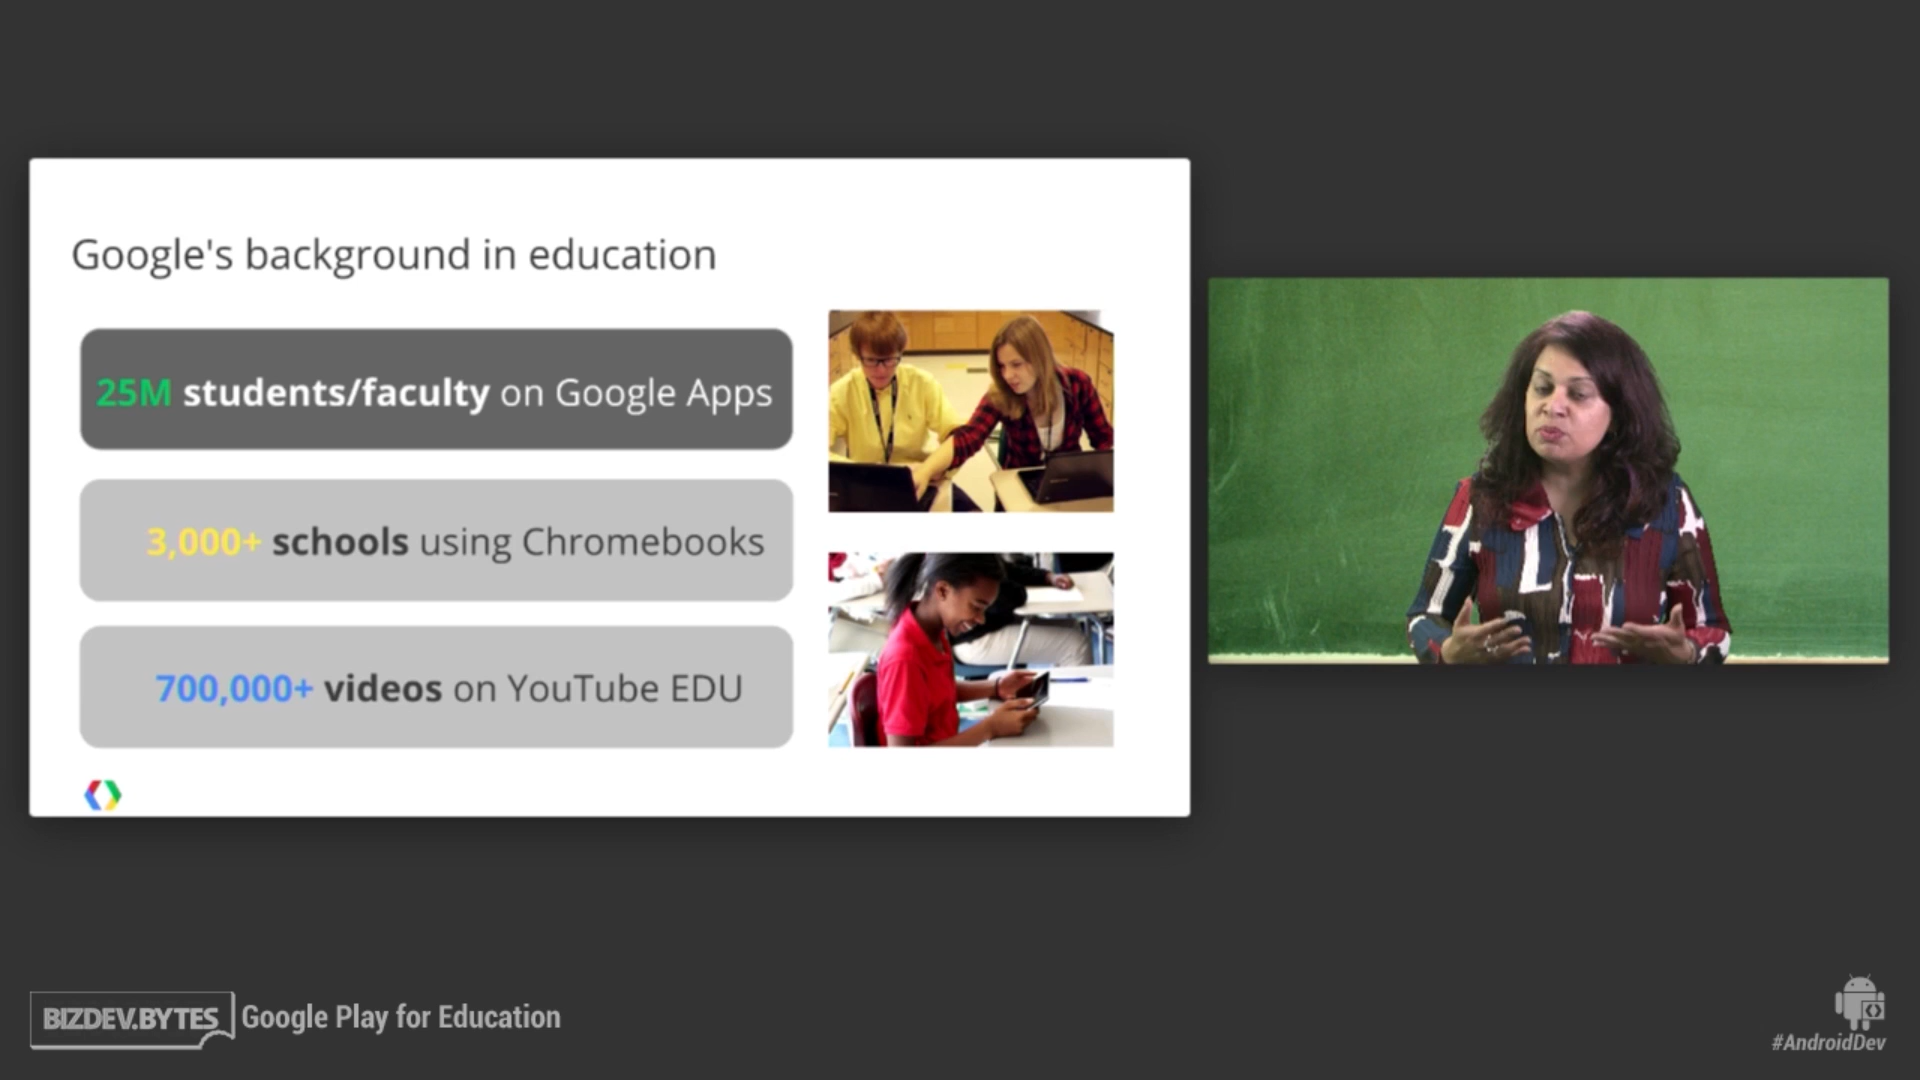 Google's background in education
25M students/faculty on Google Apps
3,000+ schools using Chromebooks
700,000+ videos on YouTube EDU
BIZDEV.BYTES Google Play for Education
#AndroidDev